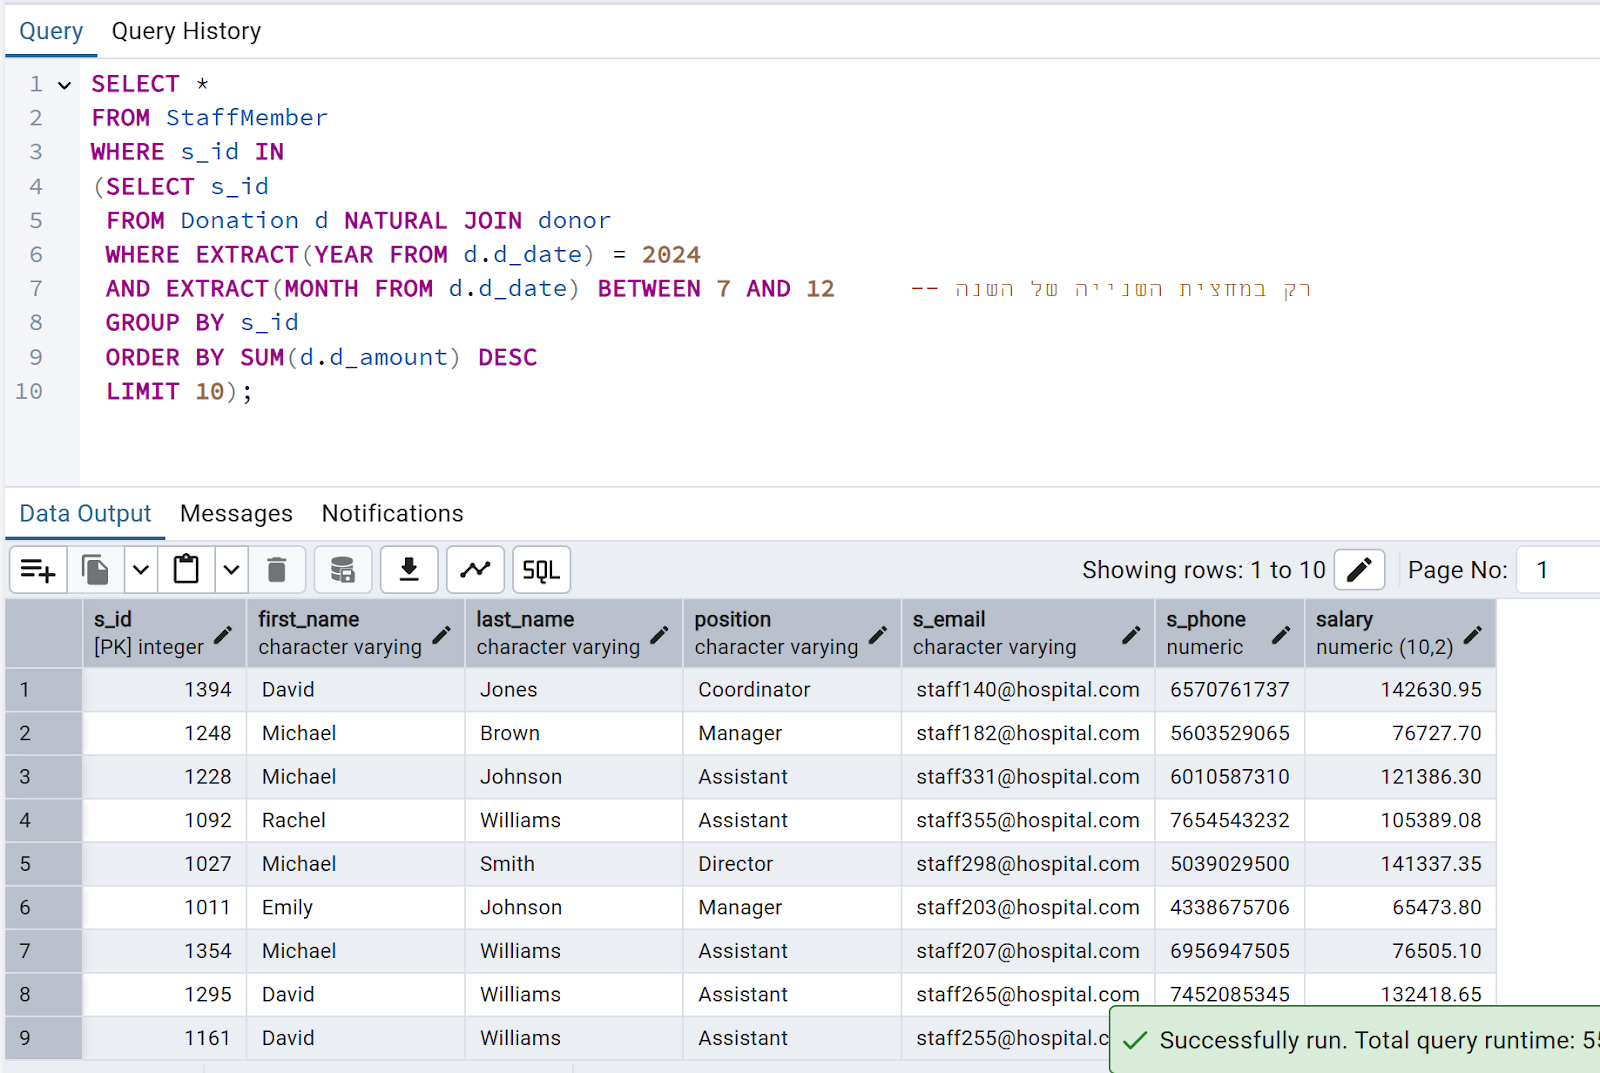 Query Query History
1 SELECT *
2 FROM StaffMember
3 WHERE s_id IN
4 (SELECT s_id
5 FROM Donation d NATURAL JOIN donor
6 WHERE EXTRACT(YEAR FROM d.d_date) = 2024
7 AND EXTRACT(MONTH FROM d.d_date) BETWEEN 7 AND 12 -- רק במחצית השנייה של השנה
8 GROUP BY s_id
9 ORDER BY SUM(d.d_amount) DESC
10 LIMIT 10);
Data Output Messages Notifications
SQL Showing rows: 1 to 10 Page No: 1
s_id first_name last_name position s_email s_phone salary
[PK] integer character varying character varying character varying character varying numeric numeric (10,2)
1 1394 David Jones Coordinator staff140@hospital.com 6570761737 142630.95
2 1248 Michael Brown Manager staff182@hospital.com 5603529065 76727.70
3 1228 Michael Johnson Assistant staff331@hospital.com 6010587310 121386.30
4 1092 Rachel Williams Assistant staff355@hospital.com 7654543232 105389.08
5 1027 Michael Smith Director staff298@hospital.com 5039029500 141337.35
6 1011 Emily Johnson Manager staff203@hospital.com 4338675706 65473.80
7 1354 Michael Williams Assistant staff207@hospital.com 6956947505 76505.10
8 1295 David Williams Assistant staff265@hospital.com 7452085345 132418.65
9 1161 David Williams Assistant staff255@hospital.c
Successfully run. Total query runtime: 55